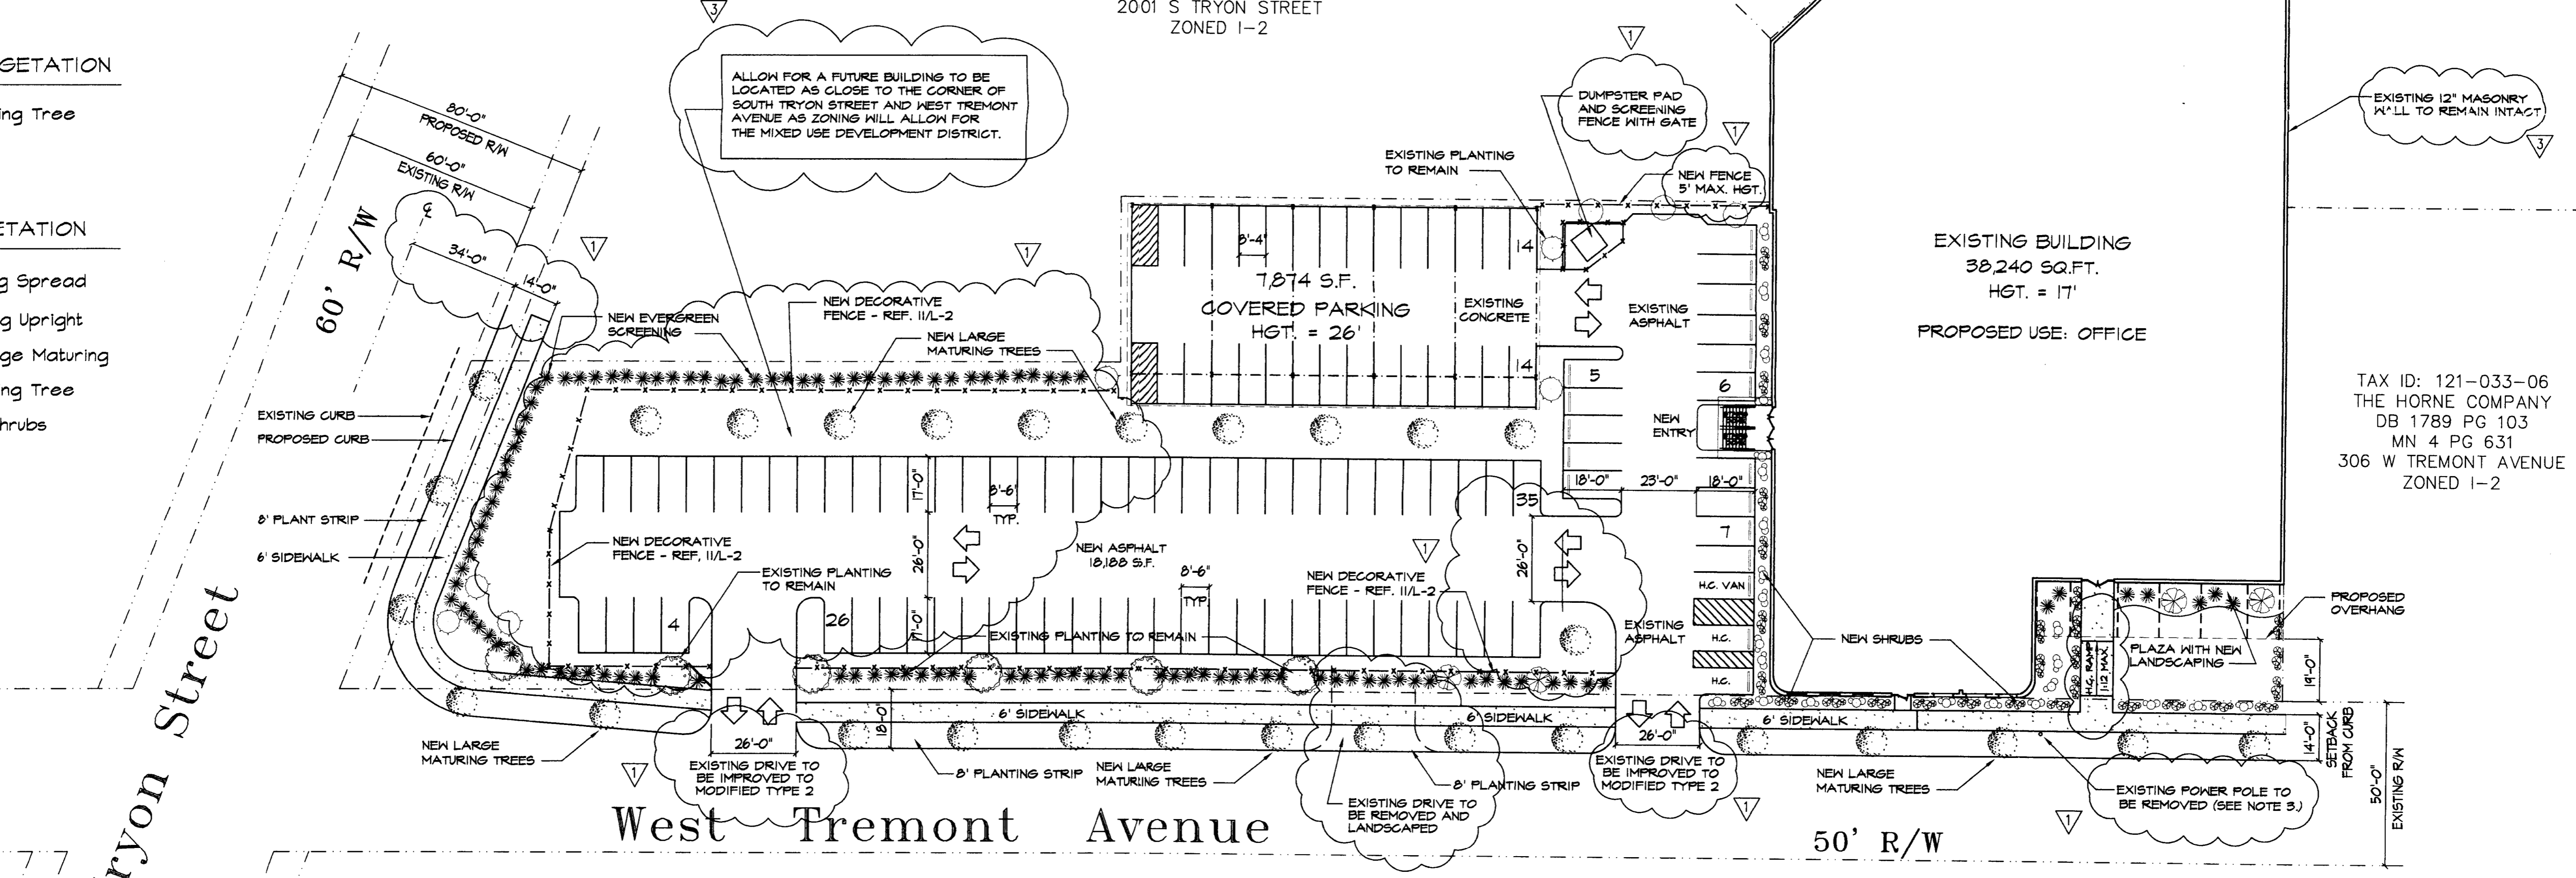 2001 S TRYON STREET
ZONED I-2
GETATION
ing Tree
ETATION
g Spread
g Upright
ge Maturing
ing Tree
hrubs
80'-0"
PROPOSED R/W
60'-0"
EXISTING R/W
34'-0"
14'-0"
60' R/W
3
ALLOW FOR A FUTURE BUILDING TO BE
LOCATED AS CLOSE TO THE CORNER OF
SOUTH TRYON STREET AND WEST TREMONT
AVENUE AS ZONING WILL ALLOW FOR
THE MIXED USE DEVELOPMENT DISTRICT.
1
DUMPSTER PAD
AND SCREENING
FENCE WITH GATE
1
EXISTING PLANTING
TO REMAIN
NEW FENCE
5' MAX. HGT.
EXISTING 12" MASONRY
WALL TO REMAIN INTACT
3
1
1
NEW EVERGREEN
SCREENING
NEW DECORATIVE
FENCE - REF. 11/L-2
NEW LARGE
MATURING TREES
8'-4"
14
7,874 S.F.
COVERED PARKING
HGT. = 26'
EXISTING
CONCRETE
14
EXISTING
ASPHALT
5
6
NEW
ENTRY
EXISTING BUILDING
38,240 SQ.FT.
HGT. = 17'
PROPOSED USE: OFFICE
TAX ID: 121-033-06
THE HORNE COMPANY
DB 1789 PG 103
MN 4 PG 631
306 W TREMONT AVENUE
ZONED I-2
EXISTING CURB
PROPOSED CURB
8' PLANT STRIP
6' SIDEWALK
17'-0"
8'-6"
TYP.
35
18'-0"
23'-0"
18'-0"
7
NEW DECORATIVE
FENCE - REF. 11/L-2
26'-0"
NEW ASPHALT
18,188 S.F.
1
26'-0"
EXISTING PLANTING
TO REMAIN
8'-6"
TYP.
NEW DECORATIVE
FENCE - REF. 11/L-2
H.C. VAN
4
26
17'-0"
EXISTING PLANTING TO REMAIN
EXISTING
ASPHALT
H.C.
H.C.
NEW SHRUBS
PROPOSED
OVERHANG
PLAZA WITH NEW
LANDSCAPING
H.C. RAMP
1:12 MAX.
19'-0"
6' SIDEWALK
6' SIDEWALK
6' SIDEWALK
18'-0"
14'-0"
SETBACK
FROM CURB
50'-0"
EXISTING R/W
NEW LARGE
MATURING TREES
1
26'-0"
EXISTING DRIVE TO
BE IMPROVED TO
MODIFIED TYPE 2
8' PLANTING STRIP
NEW LARGE
MATURING TREES
EXISTING DRIVE TO
BE REMOVED AND
LANDSCAPED
8' PLANTING STRIP
26'-0"
EXISTING DRIVE TO
BE IMPROVED TO
MODIFIED TYPE 2
1
NEW LARGE
MATURING TREES
EXISTING POWER POLE TO
BE REMOVED (SEE NOTE 3.)
1
West Tremont Avenue
50' R/W
ryon Street